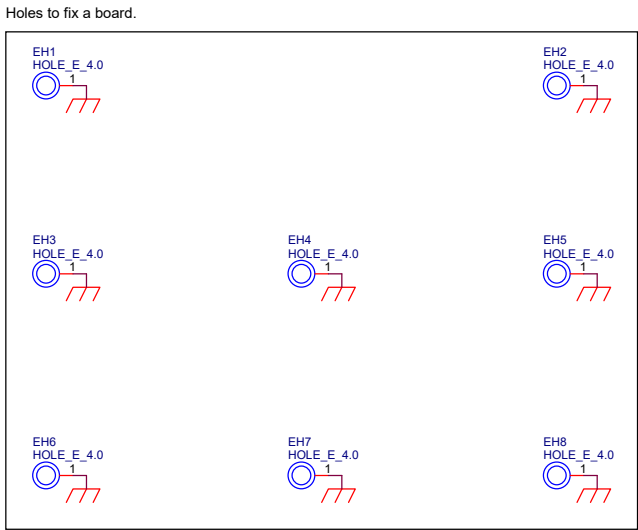 Holes to fix a board.
EH1
HOLE_E_4.0
1
EH2
HOLE_E_4.0
1
EH3
HOLE_E_4.0
1
EH4
HOLE_E_4.0
1
EH5
HOLE_E_4.0
1
EH6
HOLE_E_4.0
1
EH7
HOLE_E_4.0
1
EH8
HOLE_E_4.0
1